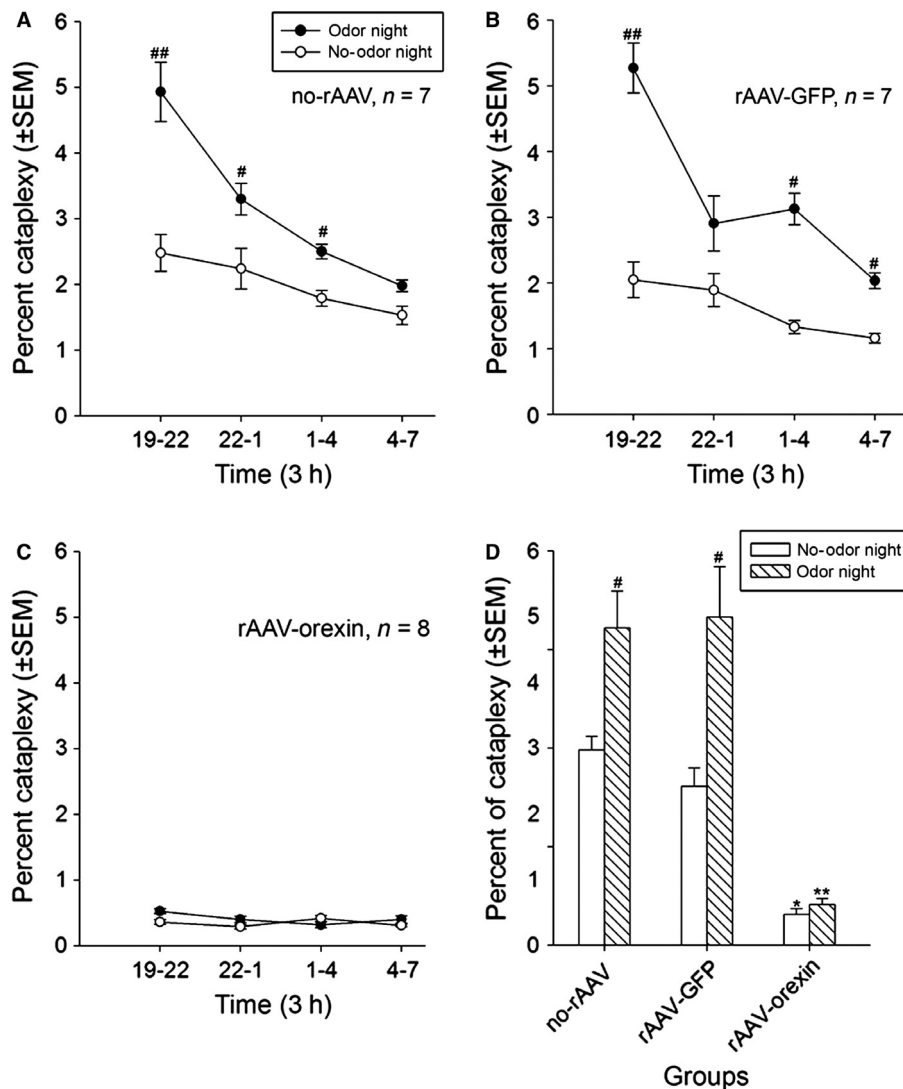 A
Percent cataplexy (±SEM)
6
5
4
3
2
1
0
##
#
#
Odor night
No-odor night
no-rAAV, n = 7
19-22 22-1 1-4 4-7
Time (3 h)
B
Percent cataplexy (±SEM)
6
5
4
3
2
1
0
##
#
#
rAAV-GFP, n = 7
19-22 22-1 1-4 4-7
Time (3 h)
C
Percent cataplexy (±SEM)
6
5
4
3
2
1
0
rAAV-orexin, n = 8
19-22 22-1 1-4 4-7
Time (3 h)
D
Percent of cataplexy (±SEM)
6
5
4
3
2
1
0
No-odor night
Odor night
#
#
*
**
no-rAAV
rAAV-GFP
rAAV-orexin
Groups